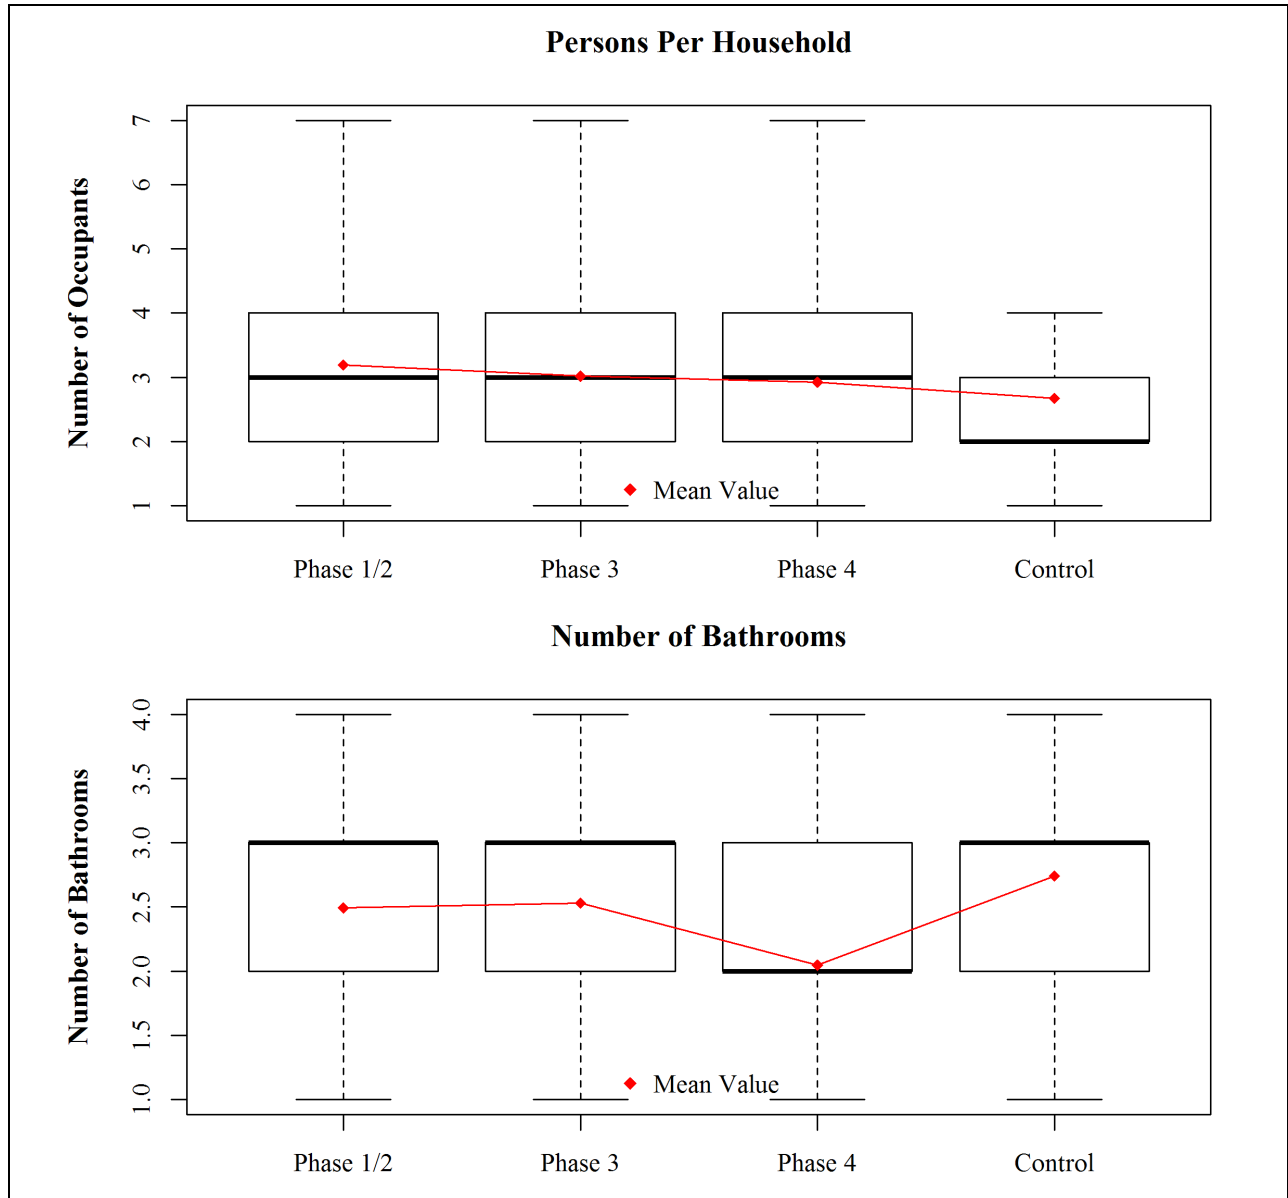 Persons Per Household
Number of Occupants
7
6
5
4
3
2
1
Mean Value
Phase 1/2 Phase 3 Phase 4 Control
Number of Bathrooms
Number of Bathrooms
4.0
3.5
3.0
2.5
2.0
1.5
1.0
Mean Value
Phase 1/2 Phase 3 Phase 4 Control